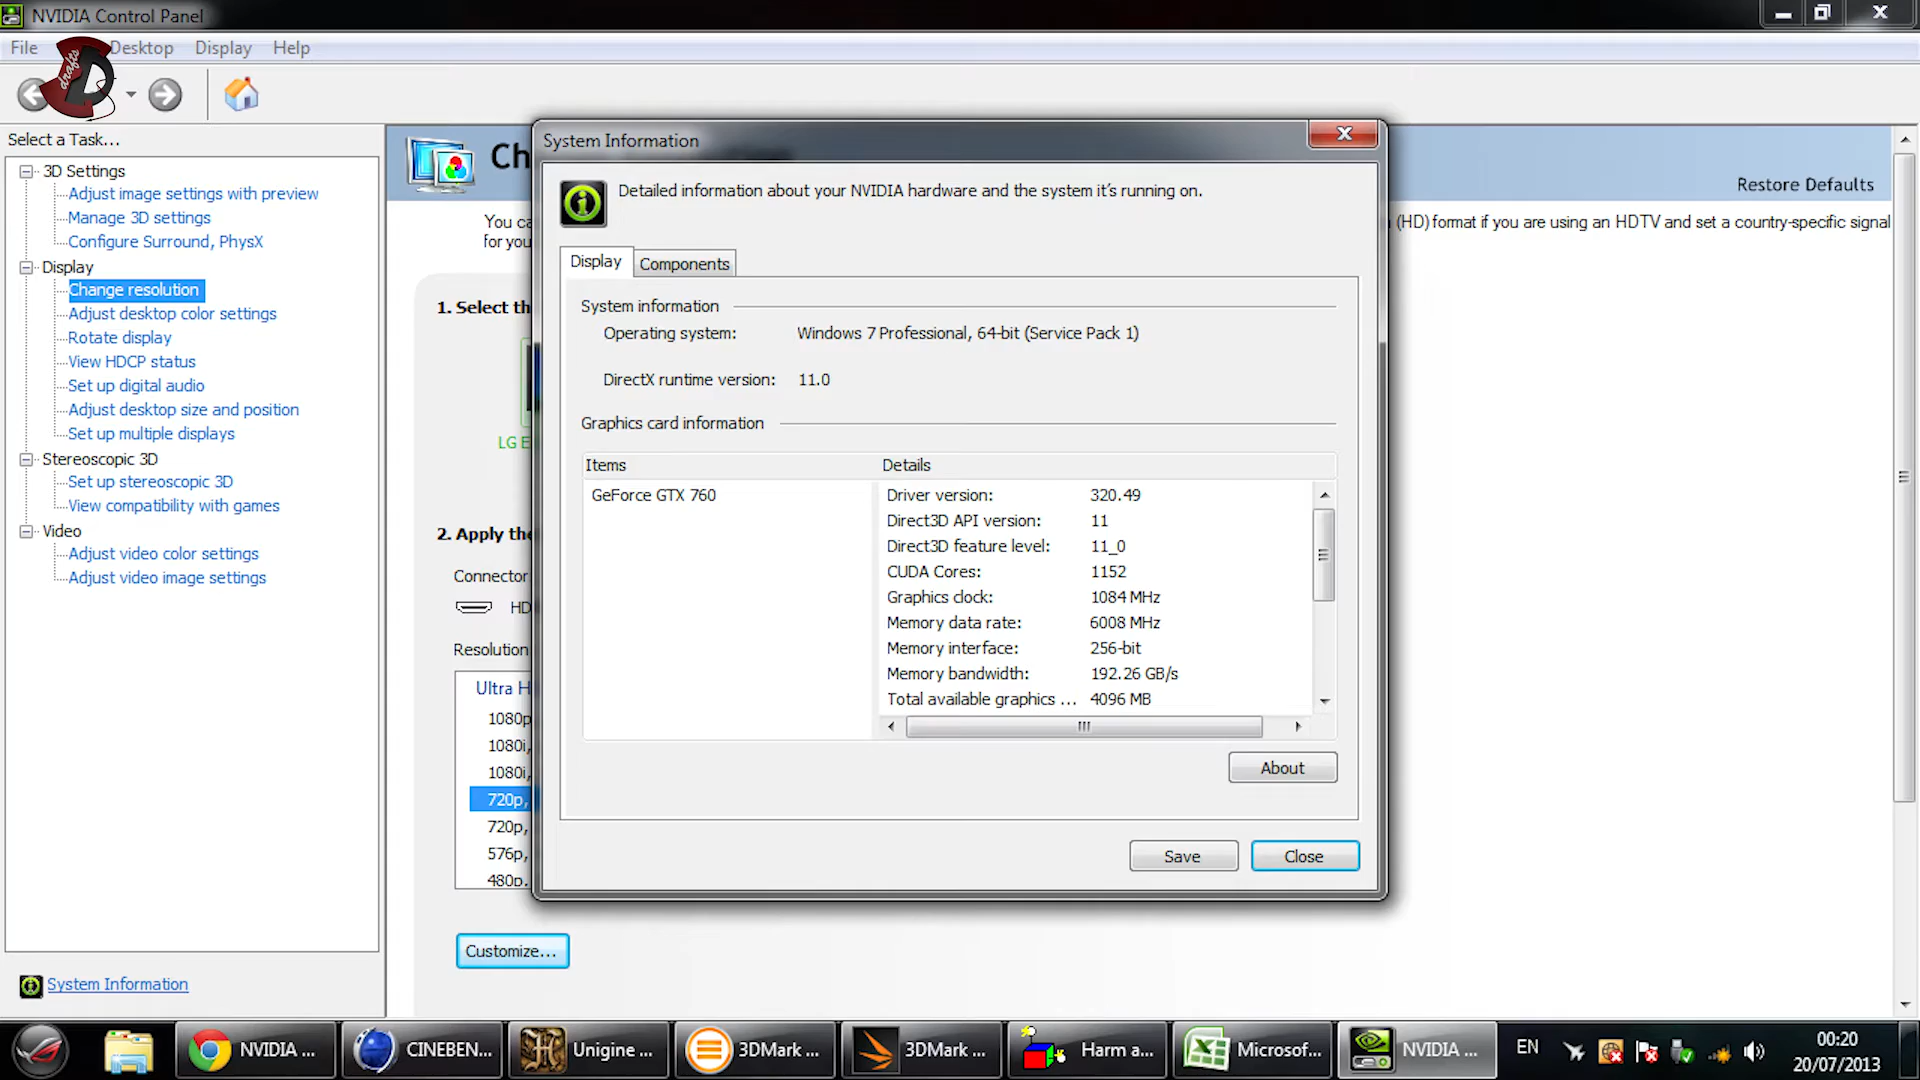 NVIDIA Control Panel
File Desktop Display Help
drafts
Select a Task...
3D Settings
Adjust image settings with preview
Manage 3D settings
Configure Surround, PhysX
Display
Change resolution
Adjust desktop color settings
Rotate display
View HDCP status
Set up digital audio
Adjust desktop size and position
Set up multiple displays
Stereoscopic 3D
Set up stereoscopic 3D
View compatibility with games
Video
Adjust video color settings
Adjust video image settings
System Information
Ch
Restore Defaults
You ca
(HD) format if you are using an HDTV and set a country-specific signal
for you
1. Select th
LG E
2. Apply the
Connector
HD
Resolution
Ultra H
1080p
1080i,
1080i,
720p,
720p,
576p,
480p.
Customize...
System Information
Detailed information about your NVIDIA hardware and the system it's running on.
Display Components
System information
Operating system: Windows 7 Professional, 64-bit (Service Pack 1)
DirectX runtime version: 11.0
Graphics card information
Items Details
GeForce GTX 760
Driver version: 320.49
Direct3D API version: 11
Direct3D feature level: 11_0
CUDA Cores: 1152
Graphics clock: 1084 MHz
Memory data rate: 6008 MHz
Memory interface: 256-bit
Memory bandwidth: 192.26 GB/s
Total available graphics ... 4096 MB
About
Save Close
NVIDIA ... CINEBEN... Unigine ... 3DMark ... 3DMark ... Harm a... Microsof... NVIDIA ... EN
00:20
20/07/2013